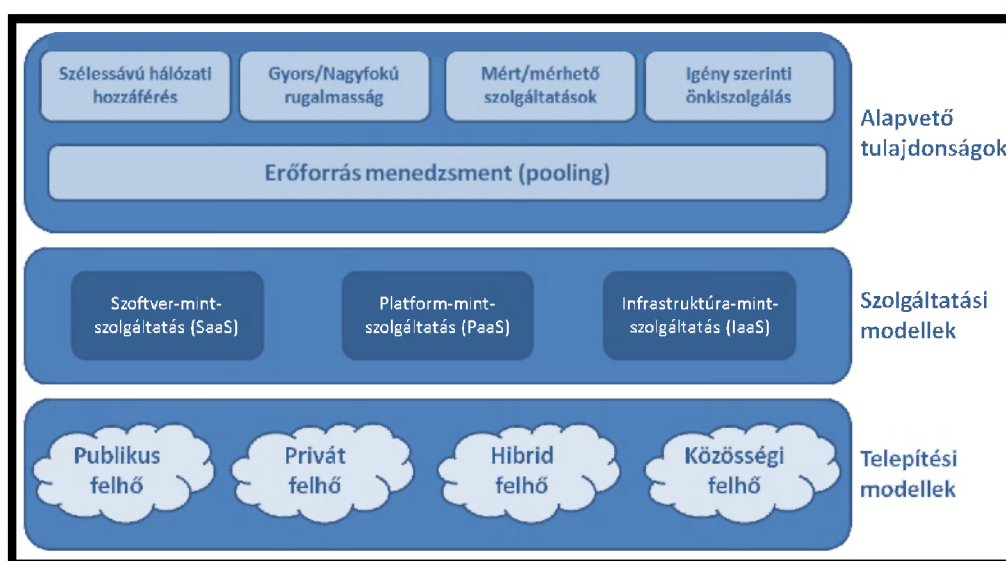 Szélessávú hálózati
hozzáférés
Gyors/Nagyfokú
rugalmasság
Mért/mérhető
szolgáltatások
Igény szerinti
önkiszolgálás
Erőforrás menedzsment (pooling)
Alapvető
tulajdonságok
Szoftver-mint-
szolgáltatás (SaaS)
Platform-mint-
szolgáltatás (PaaS)
Infrastruktúra-mint-
szolgáltatás (IaaS)
Szolgáltatási
modellek
Publikus
felhő
Privát
felhő
Hibrid
felhő
Közösségi
felhő
Telepítési
modellek